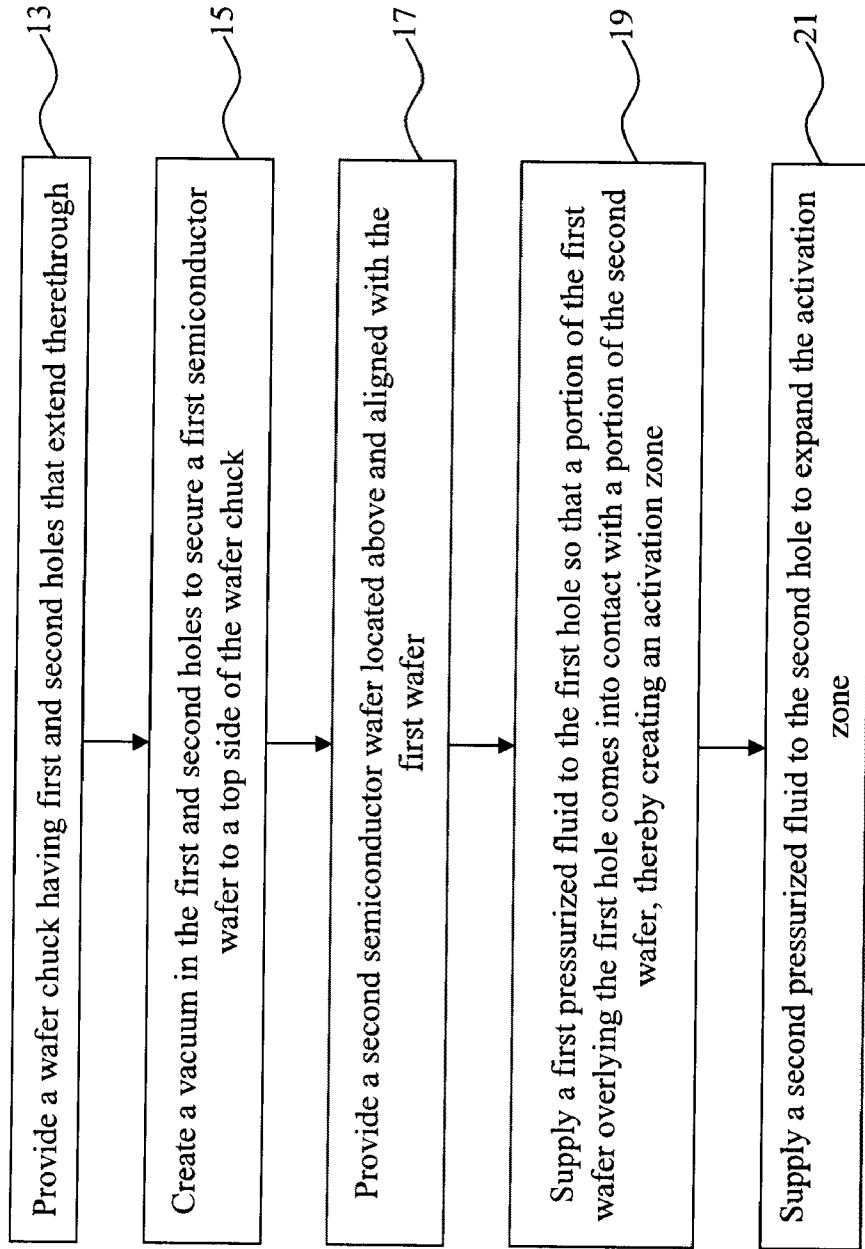 Provide a wafer chuck having first and second holes that extend therethrough
13
Create a vacuum in the first and second holes to secure a first semiconductor
wafer to a top side of the wafer chuck
15
Provide a second semiconductor wafer located above and aligned with the
first wafer
17
Supply a first pressurized fluid to the first hole so that a portion of the first
wafer overlying the first hole comes into contact with a portion of the second
wafer, thereby creating an activation zone
19
Supply a second pressurized fluid to the second hole to expand the activation
zone
21